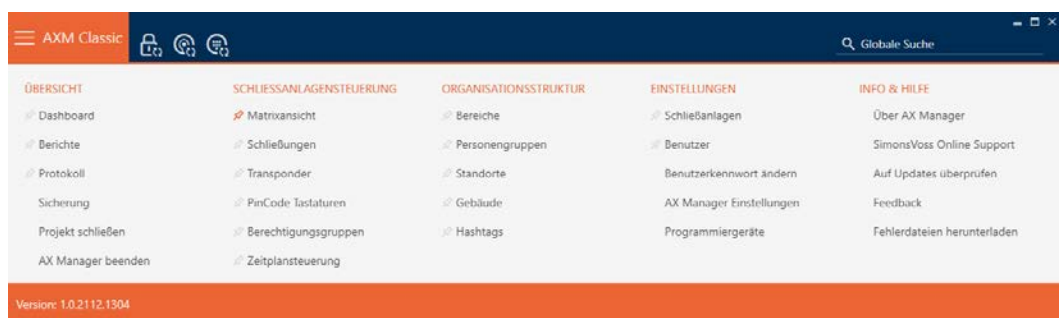 AXM Classic
Globale Suche
ÜBERSICHT
Dashboard
Berichte
Protokoll
Sicherung
Projekt schließen
AX Manager beenden
SCHLIESSANLAGENSTEUERUNG
Matrixansicht
Schließungen
Transponder
PinCode Tastaturen
Berechtigungsgruppen
Zeitplansteuerung
ORGANISATIONSSTRUKTUR
Bereiche
Personengruppen
Standorte
Gebäude
Hashtags
EINSTELLUNGEN
Schließanlagen
Benutzer
Benutzerkennwort ändern
AX Manager Einstellungen
Programmiergeräte
INFO & HILFE
Über AX Manager
SimonsVoss Online Support
Auf Updates überprüfen
Feedback
Fehlerdateien herunterladen
Version: 1.0.2112.1304